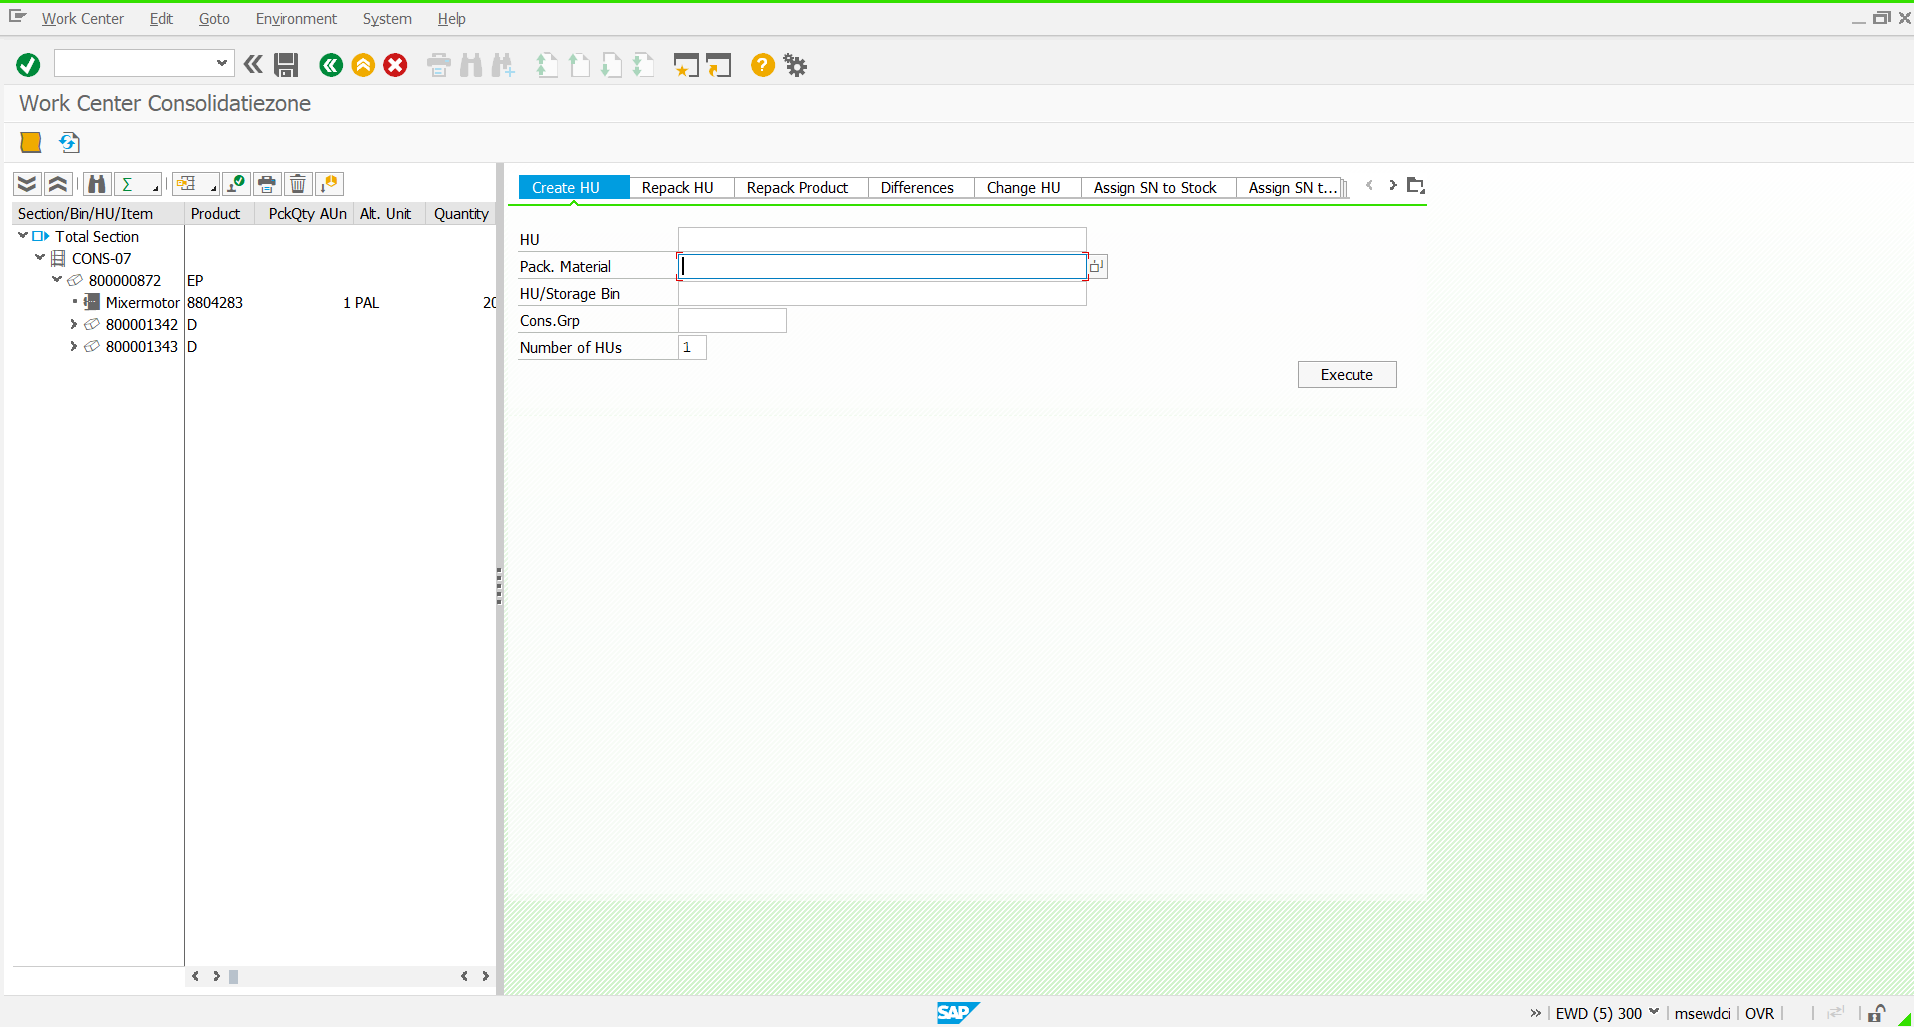 Work Center Edit Goto Environment System Help
Work Center Consolidatiezone
Section/Bin/HU/Item Product PckQty AUn Alt. Unit Quantity
Total Section
CONS-07
800000872 EP
Mixermotor 8804283 1 PAL 20
800001342 D
800001343 D
Create HU Repack HU Repack Product Differences Change HU Assign SN to Stock Assign SN t...
HU
Pack. Material
HU/Storage Bin
Cons.Grp
Number of HUs 1
Execute
SAP EWD (5) 300 msewdci OVR